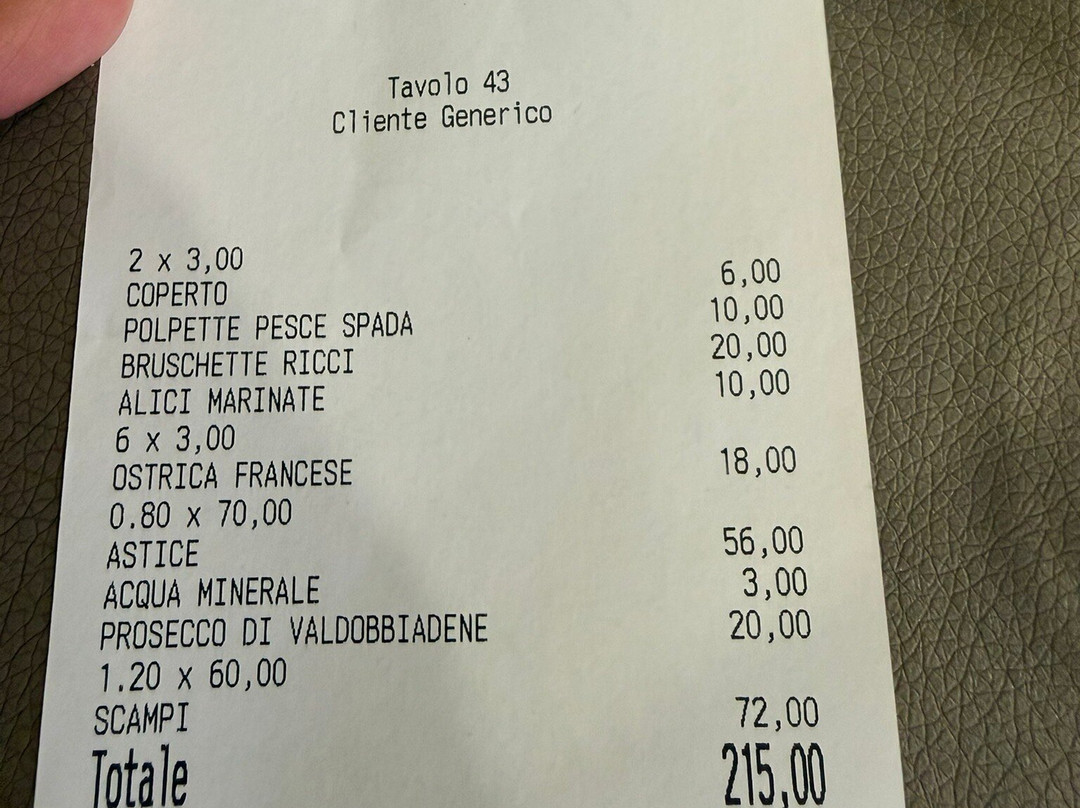 Tavolo 43
Cliente Generico
2 x 3,00
COPERTO 6,00
POLPETTE PESCE SPADA 10,00
BRUSCHETTE RICCI 20,00
ALICI MARINATE 10,00
6 x 3,00
OSTRICA FRANCESE 18,00
0.80 x 70,00
ASTICE 56,00
ACQUA MINERALE 3,00
PROSECCO DI VALDOBBIADENE 20,00
1.20 x 60,00
SCAMPI 72,00
Totale 215,00